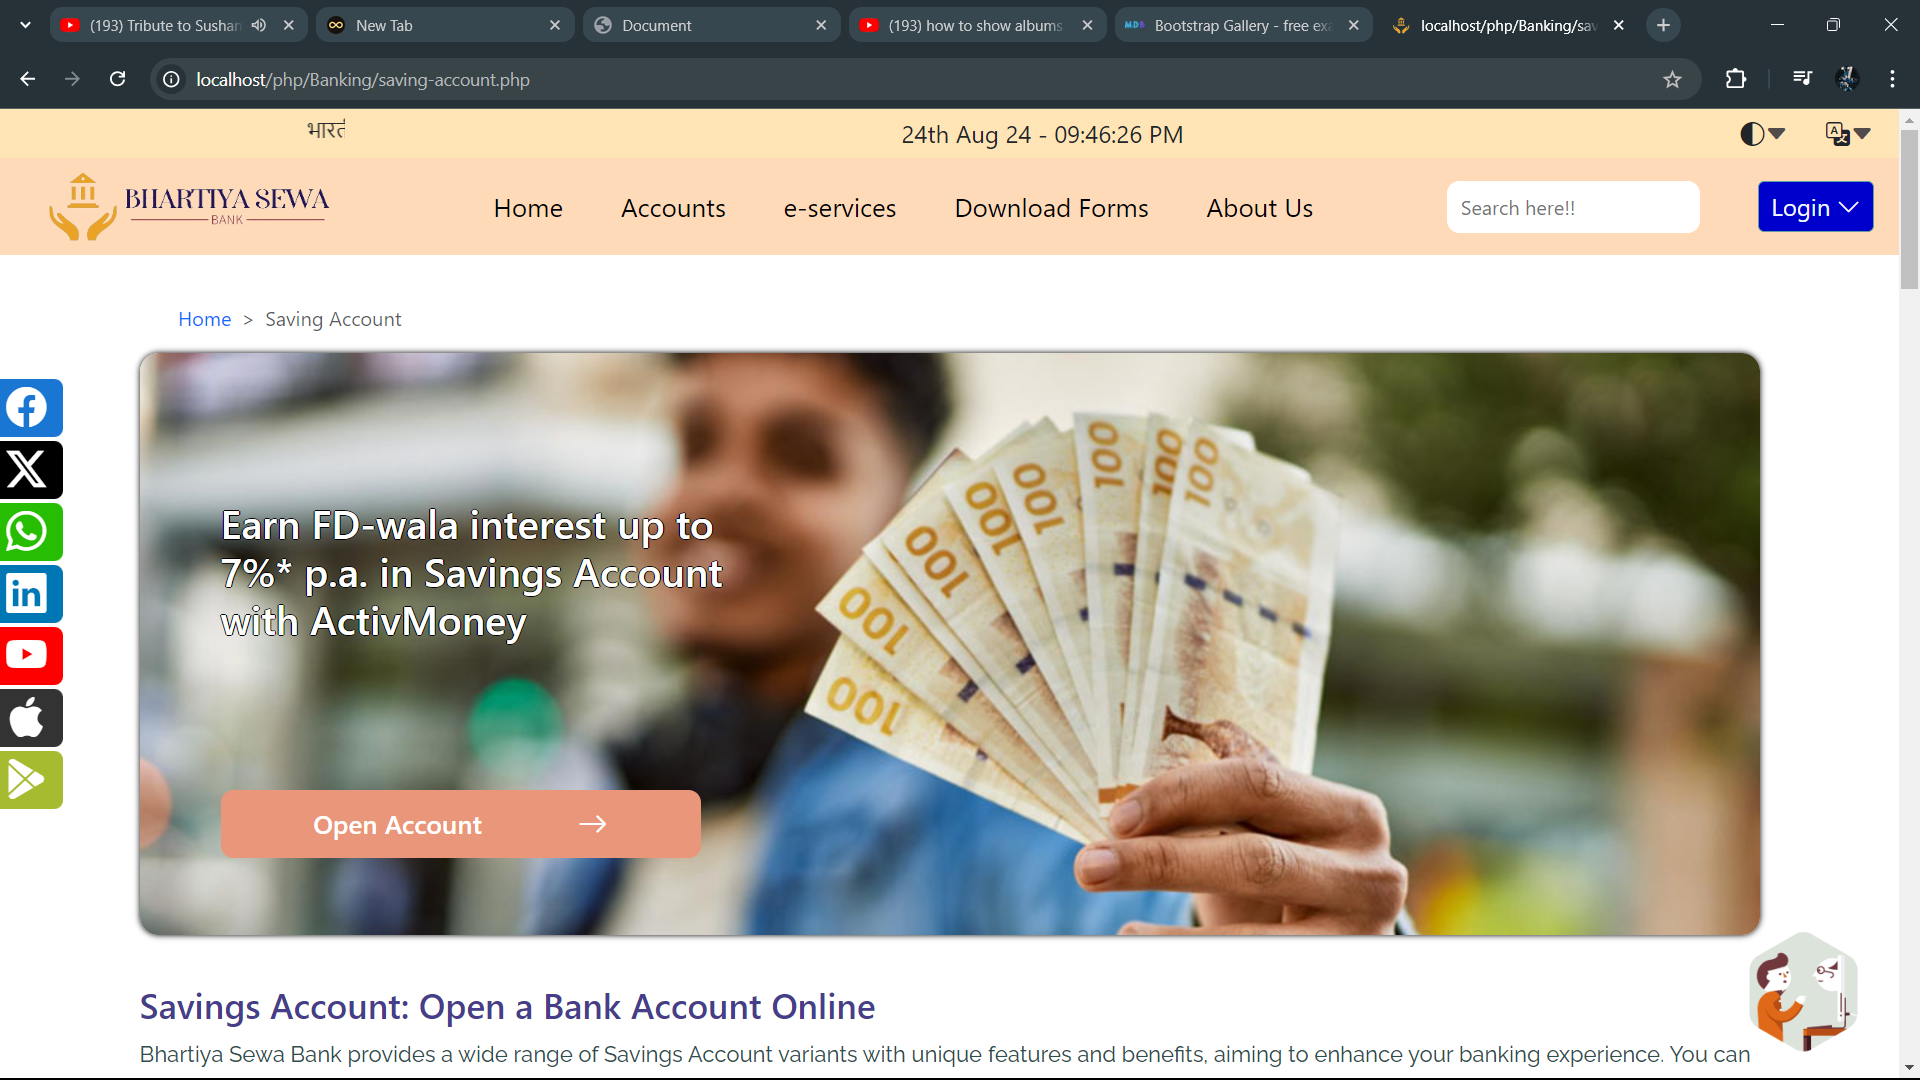 (193) Tribute to Sushan
New Tab
Document
(193) how to show albums
MDB Bootstrap Gallery - free exa
localhost/php/Banking/sav
localhost/php/Banking/saving-account.php
24th Aug 24 - 09:46:26 PM
BHARTIYA SEWA
BANK
Home
Accounts
e-services
Download Forms
About Us
Search here!!
Login
Home > Saving Account
Earn FD-wala interest up to
7%* p.a. in Savings Account
with ActivMoney
100
100
100
100
100
100
100
100
Open Account
Savings Account: Open a Bank Account Online
Bhartiya Sewa Bank provides a wide range of Savings Account variants with unique features and benefits, aiming to enhance your banking experience. You can